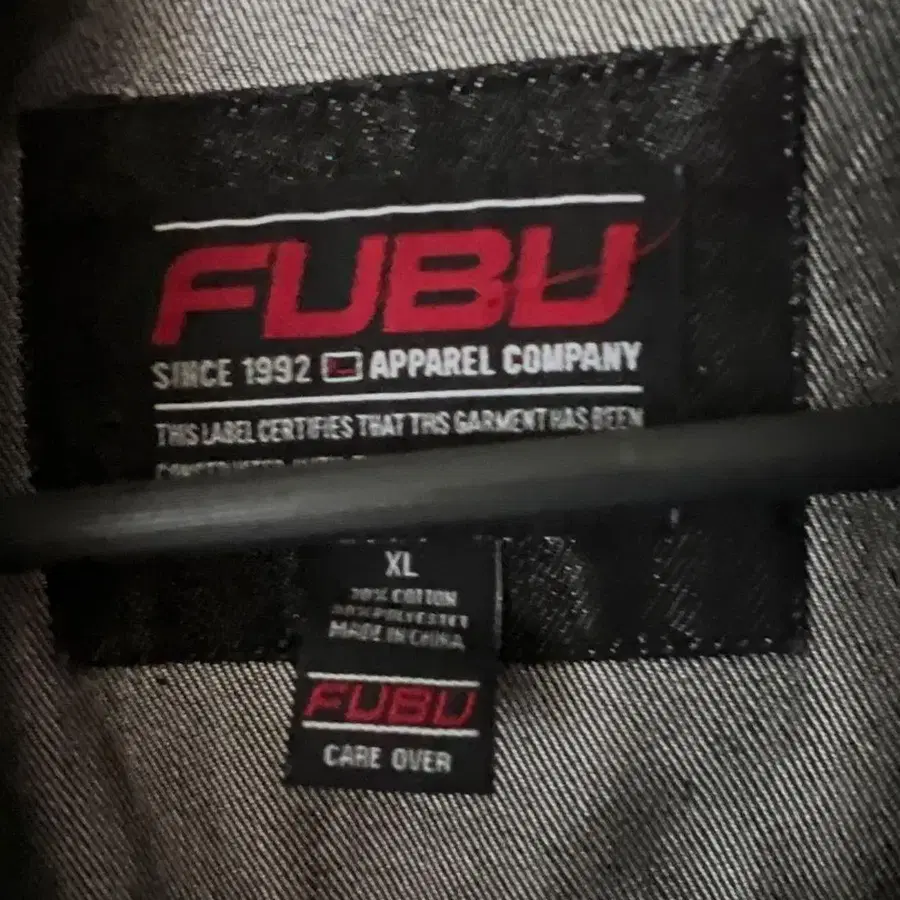 FUBU
SINCE 1992 APPAREL COMPANY
THIS LABEL CERTIFIES THAT THIS GARMENT HAS BEEN
XL
COTTON
POLYESTER
MADE IN CHINA
FUBU
CARE OVER